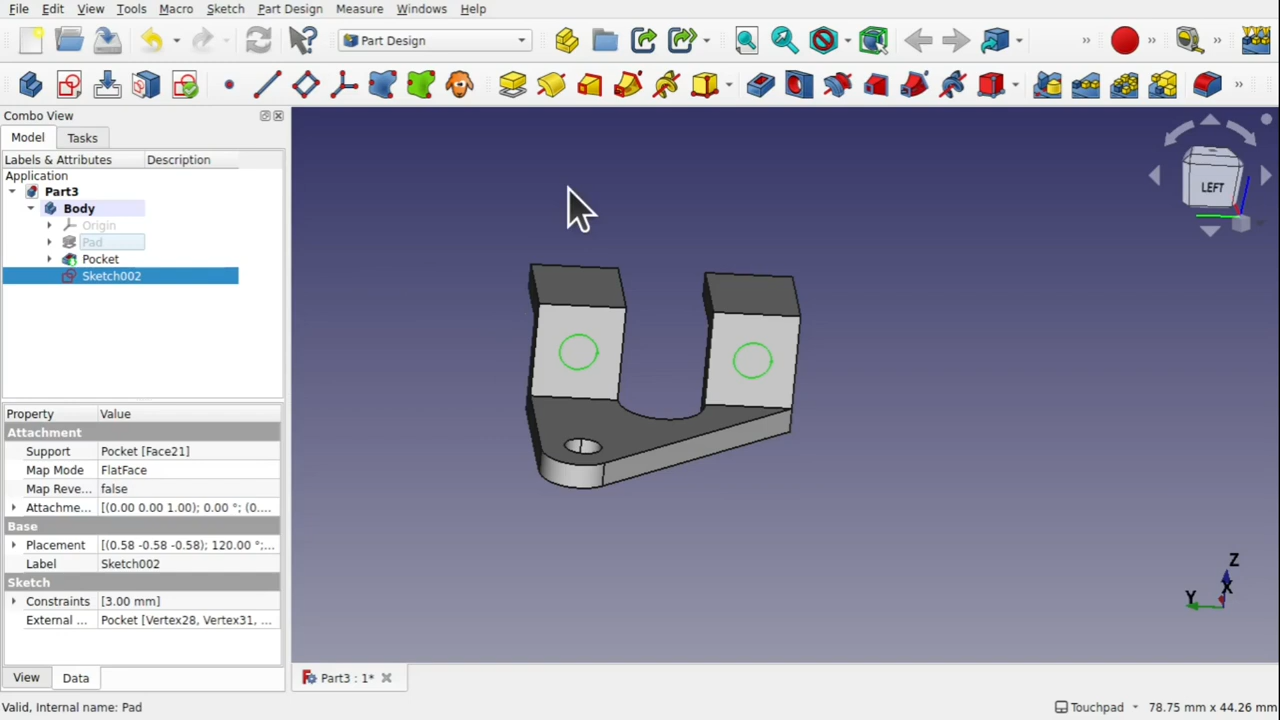 File Edit View Tools Macro Sketch Part Design Measure Windows Help
Part Design
Combo View
Model Tasks
Labels & Attributes Description
Application
Part3
Body
Origin
Pad
Pocket
Sketch002
Property Value
Attachment
Support Pocket [Face21]
Map Mode FlatFace
Map Reve... false
Attachme... [(0.00 0.00 1.00); 0.00 °; (0....
Base
Placement [(0.58 -0.58 -0.58); 120.00 °;...
Label Sketch002
Sketch
Constraints [3.00 mm]
External ... Pocket [Vertex28, Vertex31, ...
View Data
LEFT
Z
X
Y
Part3 : 1*
Valid, Internal name: Pad
Touchpad 78.75 mm x 44.26 mm